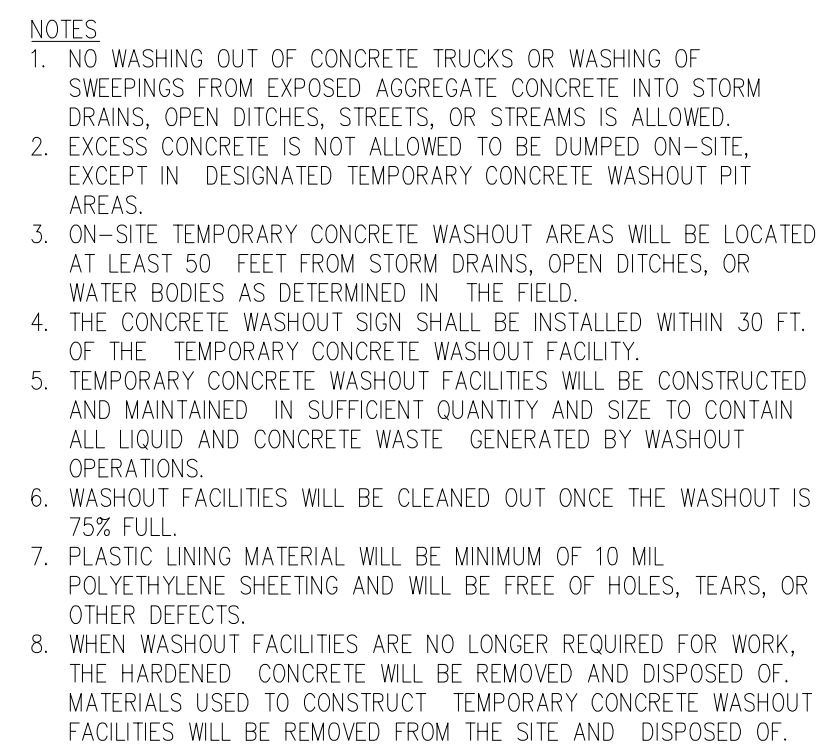 NOTES
1. NO WASHING OUT OF CONCRETE TRUCKS OR WASHING OF
SWEEPINGS FROM EXPOSED AGGREGATE CONCRETE INTO STORM
DRAINS, OPEN DITCHES, STREETS, OR STREAMS IS ALLOWED.
2. EXCESS CONCRETE IS NOT ALLOWED TO BE DUMPED ON-SITE,
EXCEPT IN DESIGNATED TEMPORARY CONCRETE WASHOUT PIT
AREAS.
3. ON-SITE TEMPORARY CONCRETE WASHOUT AREAS WILL BE LOCATED
AT LEAST 50 FEET FROM STORM DRAINS, OPEN DITCHES, OR
WATER BODIES AS DETERMINED IN THE FIELD.
4. THE CONCRETE WASHOUT SIGN SHALL BE INSTALLED WITHIN 30 FT.
OF THE TEMPORARY CONCRETE WASHOUT FACILITY.
5. TEMPORARY CONCRETE WASHOUT FACILITIES WILL BE CONSTRUCTED
AND MAINTAINED IN SUFFICIENT QUANTITY AND SIZE TO CONTAIN
ALL LIQUID AND CONCRETE WASTE GENERATED BY WASHOUT
OPERATIONS.
6. WASHOUT FACILITIES WILL BE CLEANED OUT ONCE THE WASHOUT IS
75% FULL.
7. PLASTIC LINING MATERIAL WILL BE MINIMUM OF 10 MIL
POLYETHYLENE SHEETING AND WILL BE FREE OF HOLES, TEARS, OR
OTHER DEFECTS.
8. WHEN WASHOUT FACILITIES ARE NO LONGER REQUIRED FOR WORK,
THE HARDENED CONCRETE WILL BE REMOVED AND DISPOSED OF.
MATERIALS USED TO CONSTRUCT TEMPORARY CONCRETE WASHOUT
FACILITIES WILL BE REMOVED FROM THE SITE AND DISPOSED OF.